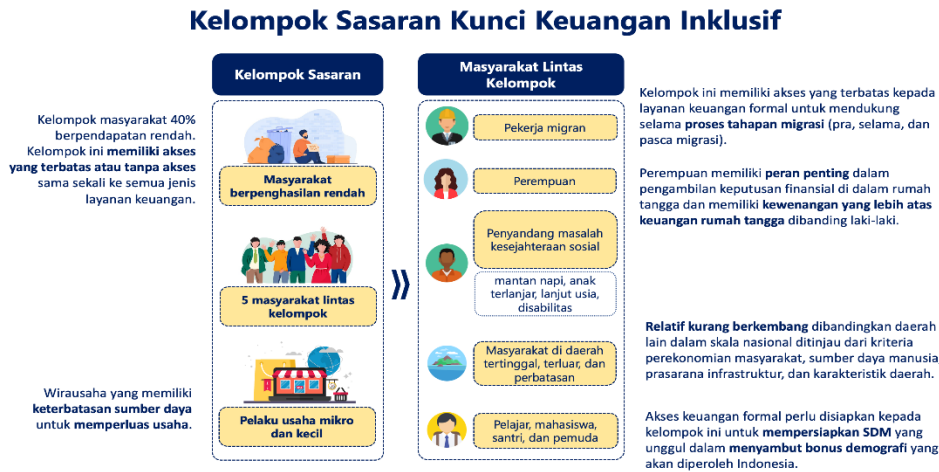 Kelompok Sasaran Kunci Keuangan Inklusif
Kelompok Sasaran
Kelompok masyarakat 40%
berpendapatan rendah.
Kelompok ini memiliki akses
yang terbatas atau tanpa akses
sama sekali ke semua jenis
layanan keuangan.
Masyarakat
berpenghasilan rendah
5 masyarakat lintas
kelompok
Wirausaha yang memiliki
keterbatasan sumber daya
untuk memperluas usaha.
Pelaku usaha mikro
dan kecil
Masyarakat Lintas
Kelompok
Pekerja migran
Kelompok ini memiliki akses yang terbatas kepada
layanan keuangan formal untuk mendukung
selama proses tahapan migrasi (pra, selama, dan
pasca migrasi).
Perempuan
Perempuan memiliki peran penting dalam
pengambilan keputusan finansial di dalam rumah
tangga dan memiliki kewenangan yang lebih atas
keuangan rumah tangga dibanding laki-laki.
Penyandang masalah
kesejahteraan sosial
mantan napi, anak
terlanjar, lanjut usia,
disabilitas
Masyarakat di daerah
tertinggal, terluar, dan
perbatasan
Relatif kurang berkembang dibandingkan daerah
lain dalam skala nasional ditinjau dari kriteria
perekonomian masyarakat, sumber daya manusia
prasarana infrastruktur, dan karakteristik daerah.
Pelajar, mahasiswa,
santri, dan pemuda
Akses keuangan formal perlu disiapkan kepada
kelompok ini untuk mempersiapkan SDM yang
unggul dalam menyambut bonus demografi yang
akan diperoleh Indonesia.